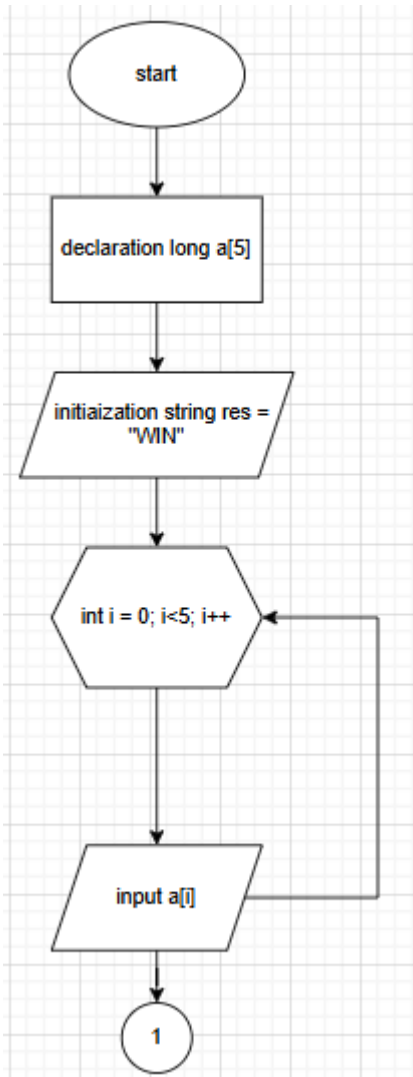 start
declaration long a[5]
initiaization string res =
"WIN"
int i = 0; i<5; i++
input a[i]
1